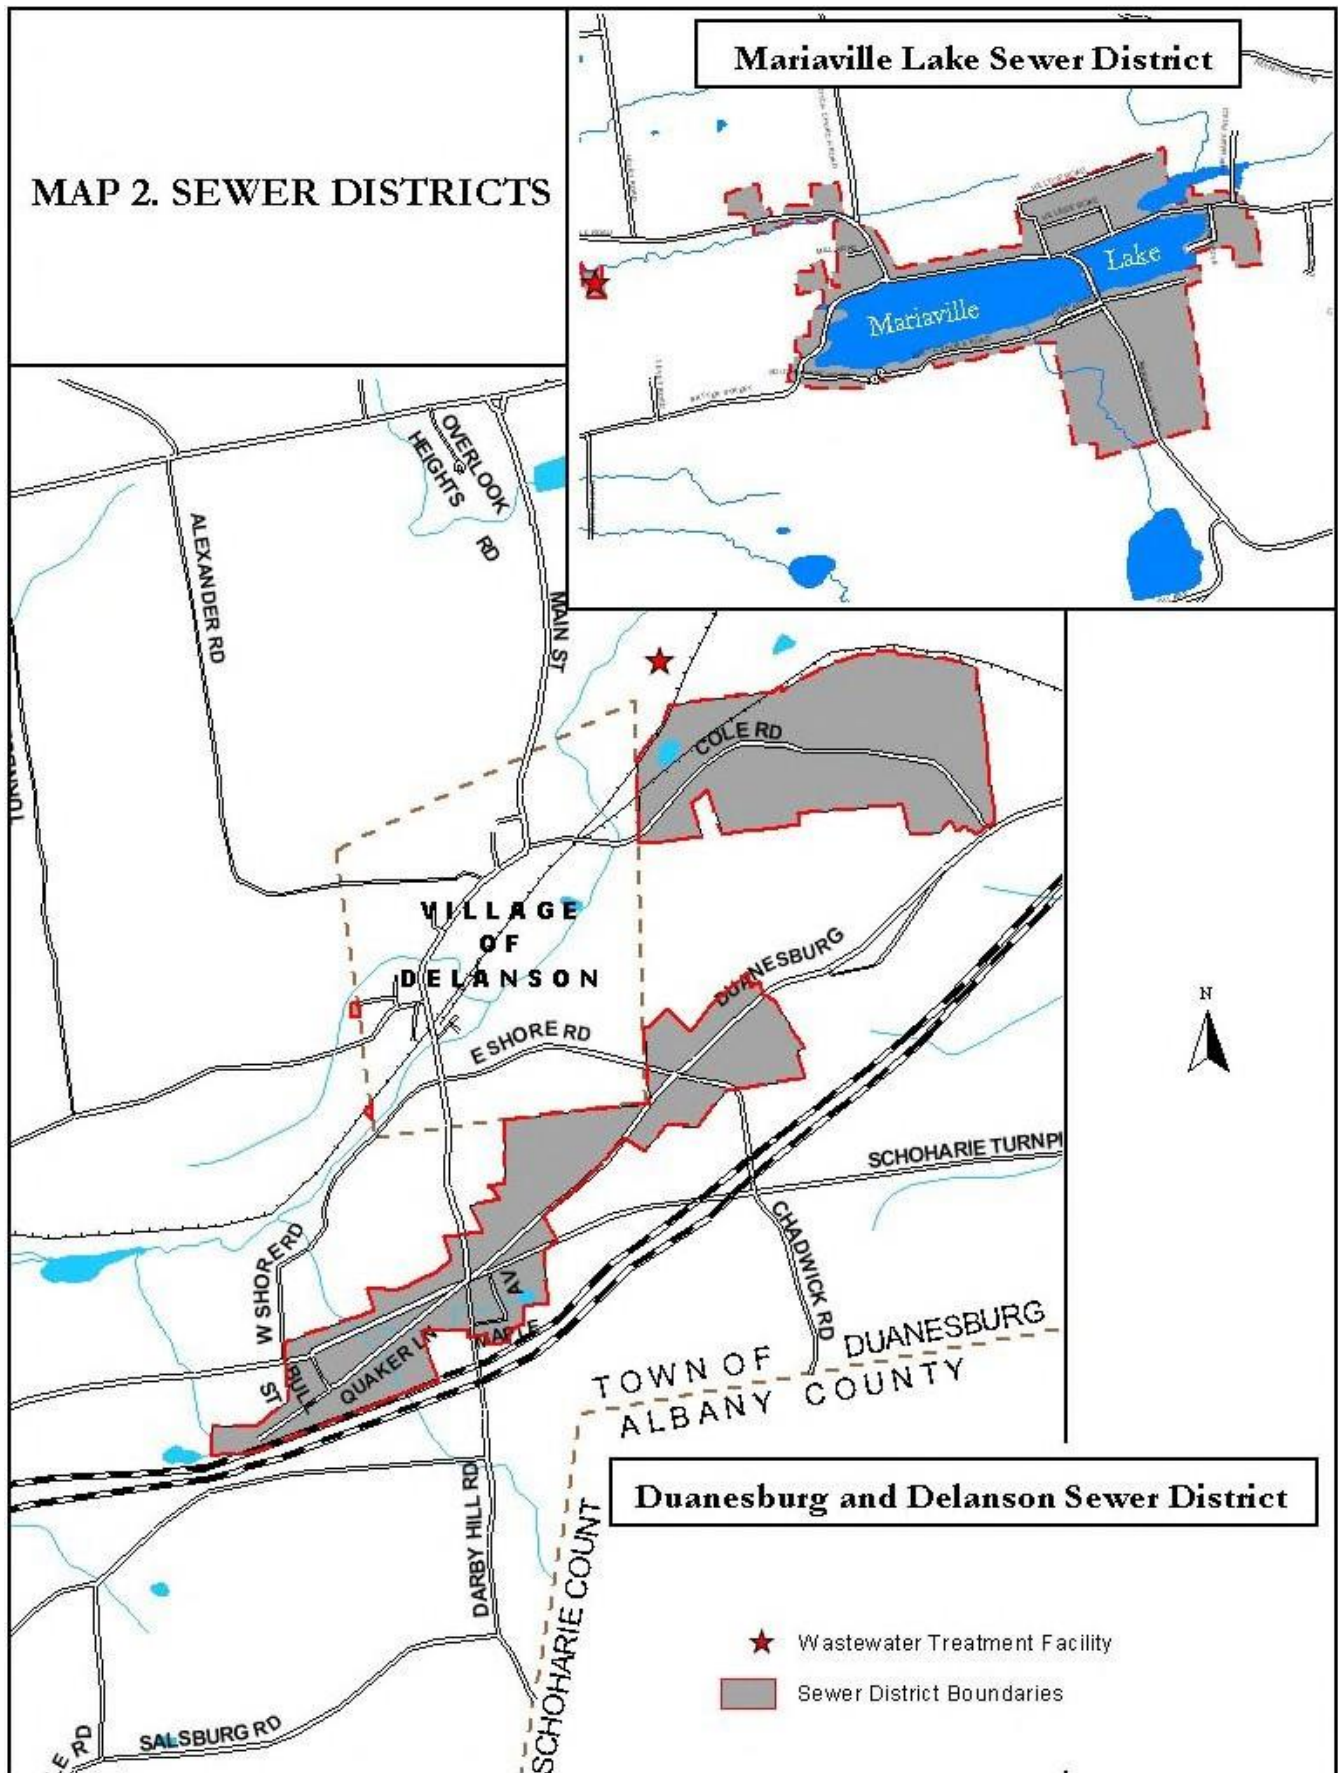 Mariaville Lake Sewer District
MAP 2. SEWER DISTRICTS
Lake
Mariaville
OVERLOOK
HEIGHTS
RD
ALEXANDER RD
MAIN ST
COLE RD
VILLAGE
OF
DELANSON
DUANESBURG
E SHORE RD
N
SCHOHARIE TURNPI
CHADWICK RD
W SHORE RD
AV
MAPLE
QUAKER LN
BULL
ST
TOWN OF DUANESBURG
ALBANY COUNTY
DARBY HILL RD
SCHOHARIE COUNT
Duanesburg and Delanson Sewer District
Wastewater Treatment Facility
Sewer District Boundaries
SALSBURG RD
E RD